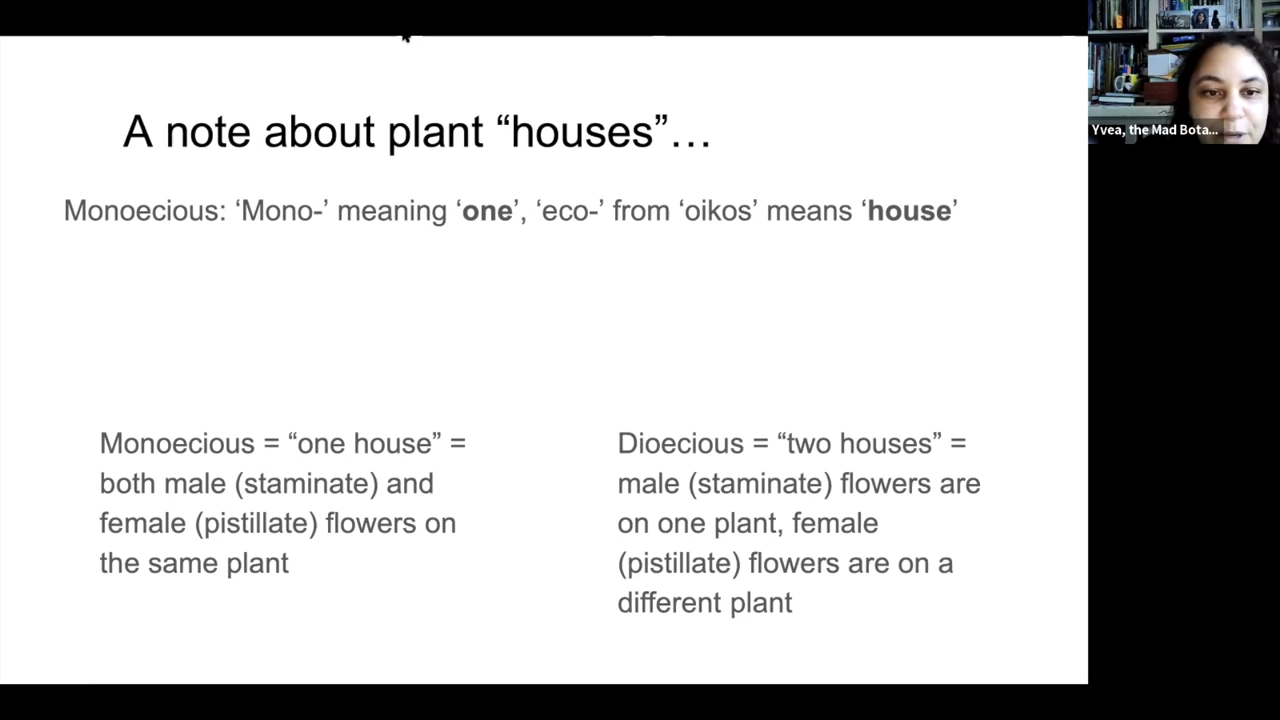 A note about plant “houses”…
Yvea, the Mad Bota...
Monoecious: ‘Mono-’ meaning ‘one’, ‘eco-’ from ‘oikos’ means ‘house’
Monoecious = “one house” =
both male (staminate) and
female (pistillate) flowers on
the same plant
Dioecious = “two houses” =
male (staminate) flowers are
on one plant, female
(pistillate) flowers are on a
different plant